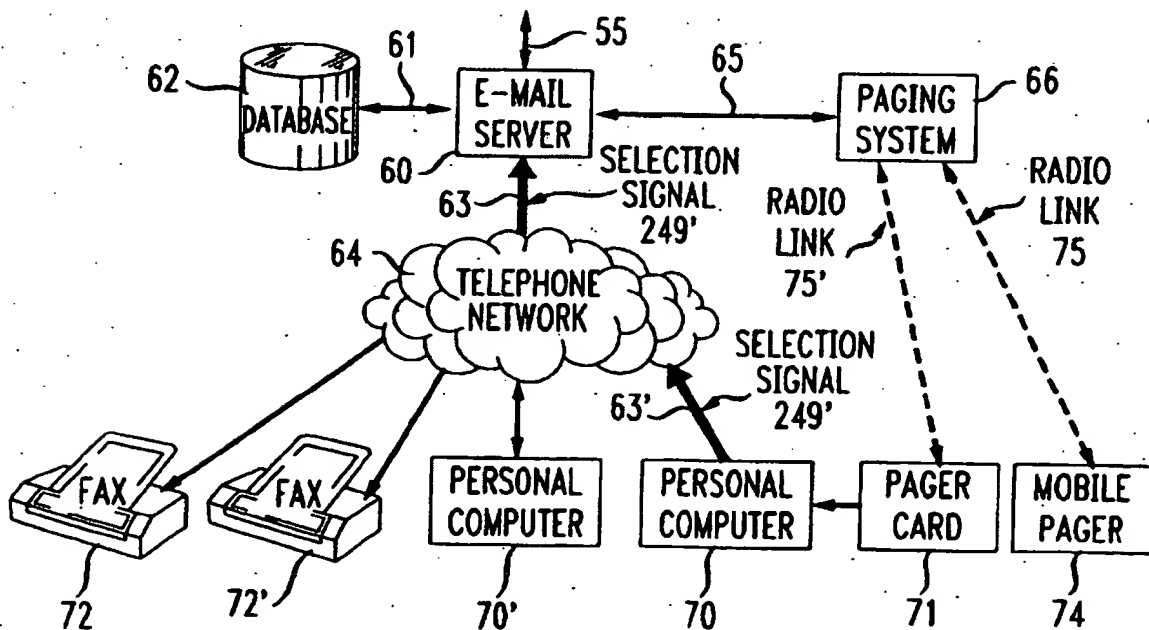 55
61
65
62
66
DATABASE
E-MAIL
SERVER
PAGING
SYSTEM
60
63
SELECTION
SIGNAL
249'
RADIO
LINK
75'
RADIO
LINK
75
64
TELEPHONE
NETWORK
SELECTION
SIGNAL
249'
63'
FAX
FAX
PERSONAL
COMPUTER
PERSONAL
COMPUTER
PAGER
CARD
MOBILE
PAGER
72
72'
70'
70
71
74